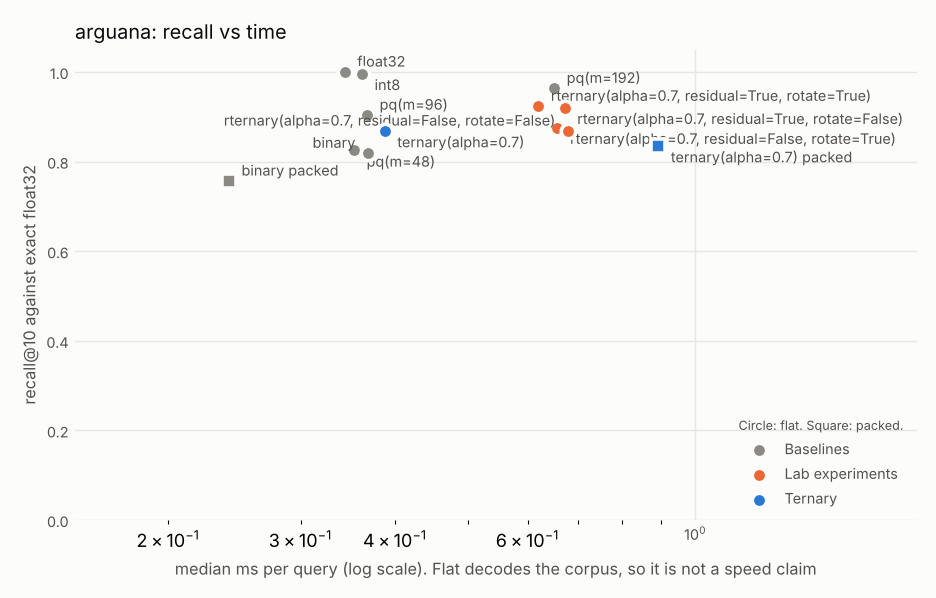 arguana: recall vs time
float32
int8
pq(m=192)
rternary(alpha=0.7, residual=True, rotate=True)
pq(m=96)
rternary(alpha=0.7, residual=False, rotate=False)
rternary(alpha=0.7, residual=True, rotate=False)
binary
ternary(alpha=0.7)
rternary(alpha=0.7, residual=False, rotate=True)
pq(m=48)
ternary(alpha=0.7) packed
binary packed
1.0
0.8
0.6
0.4
0.2
0.0
recall@10 against exact float32
Circle: flat. Square: packed.
Baselines
Lab experiments
Ternary
2 × 10⁻¹
3 × 10⁻¹
4 × 10⁻¹
6 × 10⁻¹
10⁰
median ms per query (log scale). Flat decodes the corpus, so it is not a speed claim